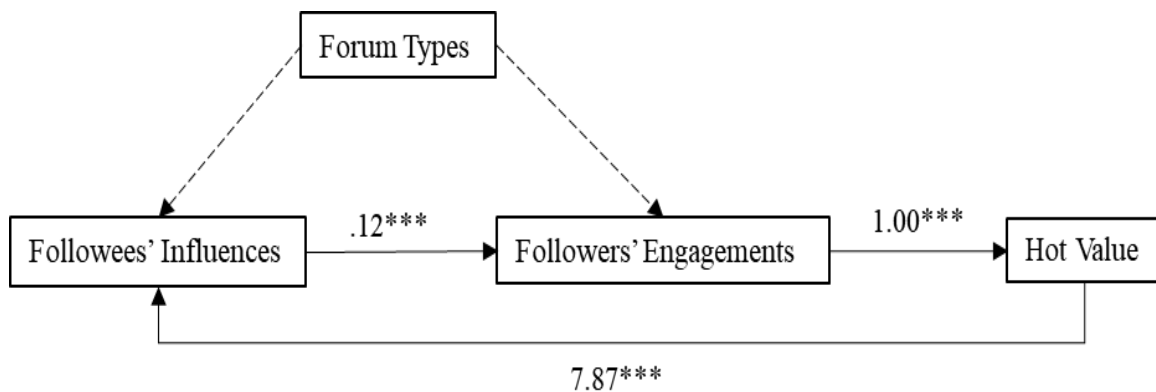 Forum Types
.12***
1.00***
Followees’ Influences
Followers’ Engagements
Hot Value
7.87***